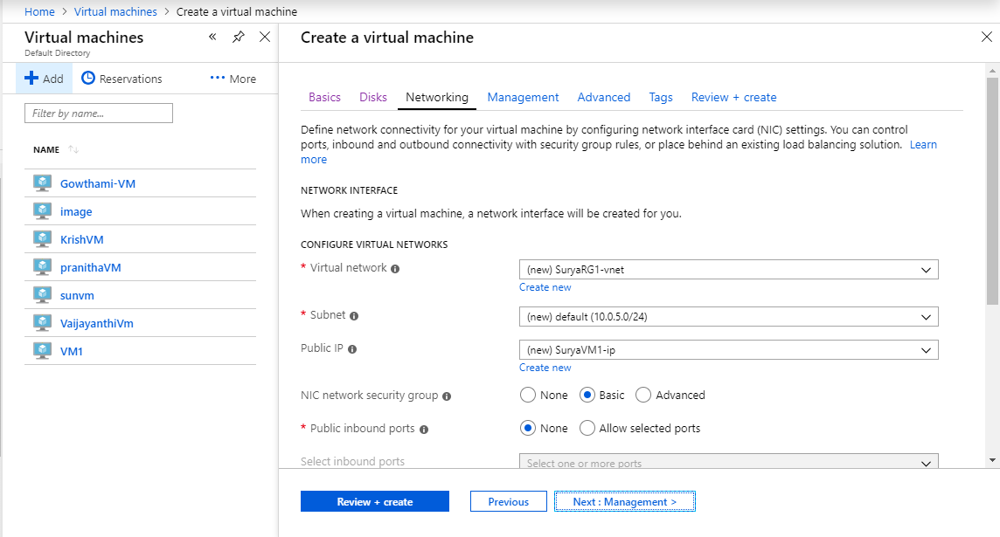 Home > Virtual machines > Create a virtual machine
Virtual machines
Default Directory
Add
Reservations
More
Filter by name...
NAME
Gowthami-VM
image
KrishVM
pranithaVM
sunvm
VaijayanthiVm
VM1
Create a virtual machine
Basics Disks Networking Management Advanced Tags Review + create
Define network connectivity for your virtual machine by configuring network interface card (NIC) settings. You can control
ports, inbound and outbound connectivity with security group rules, or place behind an existing load balancing solution. Learn
more
NETWORK INTERFACE
When creating a virtual machine, a network interface will be created for you.
CONFIGURE VIRTUAL NETWORKS
* Virtual network (new) SuryaRG1-vnet
Create new
* Subnet (new) default (10.0.5.0/24)
Public IP (new) SuryaVM1-ip
Create new
NIC network security group None Basic Advanced
* Public inbound ports None Allow selected ports
Select inbound ports Select one or more ports
Review + create Previous Next : Management >